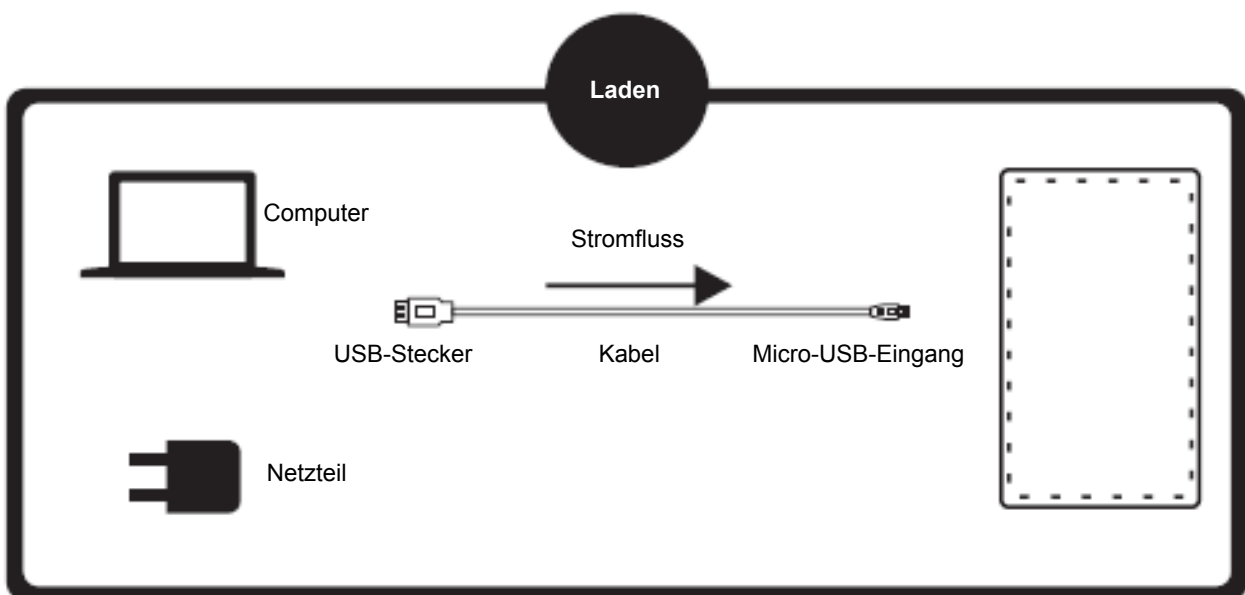 Laden
Computer
Stromfluss
USB-Stecker
Kabel
Micro-USB-Eingang
Netzteil